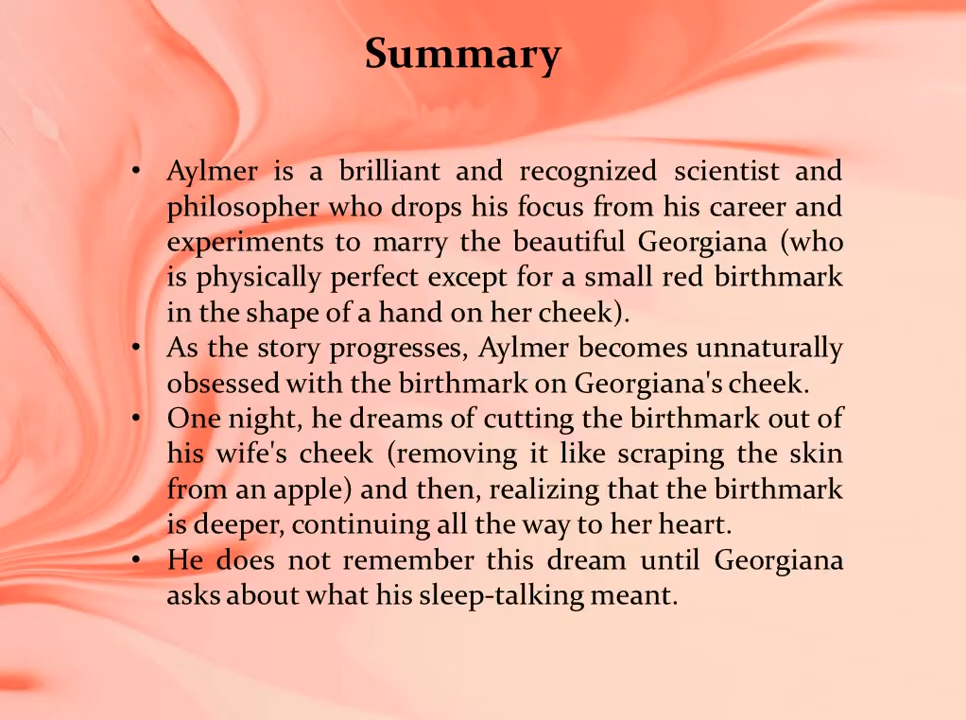 Summary
• Aylmer is a brilliant and recognized scientist and
philosopher who drops his focus from his career and
experiments to marry the beautiful Georgiana (who
is physically perfect except for a small red birthmark
in the shape of a hand on her cheek).
• As the story progresses, Aylmer becomes unnaturally
obsessed with the birthmark on Georgiana's cheek.
• One night, he dreams of cutting the birthmark out of
his wife's cheek (removing it like scraping the skin
from an apple) and then, realizing that the birthmark
is deeper, continuing all the way to her heart.
• He does not remember this dream until Georgiana
asks about what his sleep-talking meant.